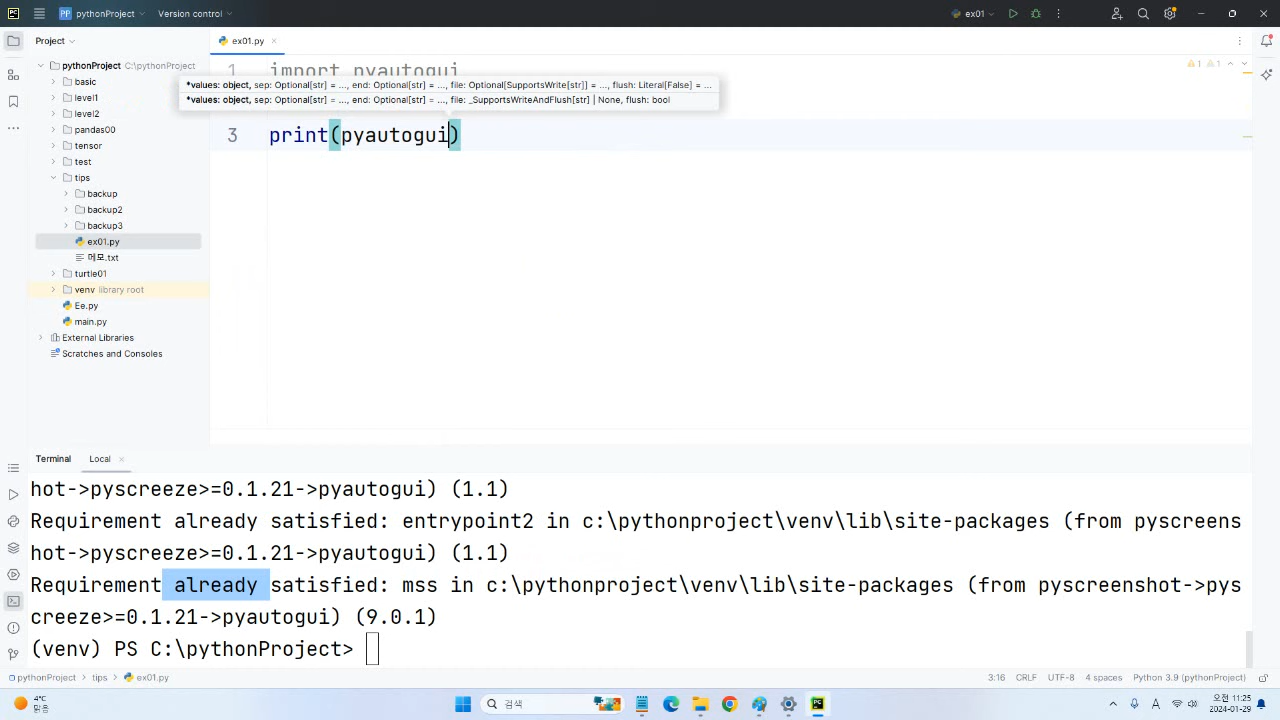 PC PP pythonProject Version control ex01
Project
ex01.py
pythonProject C:\pythonProject
basic
level1
level2
pandas00
tensor
test
tips
backup
backup2
backup3
ex01.py
메모.txt
turtle01
venv library root
Ee.py
main.py
External Libraries
Scratches and Consoles
1 import pyautogui
1 1
*values: object, sep: Optional[str] = ..., end: Optional[str] = ..., file: Optional[SupportsWrite[str]] = ..., flush: Literal[False] = ...
*values: object, sep: Optional[str] = ..., end: Optional[str] = ..., file: _SupportsWriteAndFlush[str] | None, flush: bool
3 print(pyautogui)
Terminal Local
hot->pyscreeze>=0.1.21->pyautogui) (1.1)
Requirement already satisfied: entrypoint2 in c:\pythonproject\venv\lib\site-packages (from pyscreens
hot->pyscreeze>=0.1.21->pyautogui) (1.1)
Requirement already satisfied: mss in c:\pythonproject\venv\lib\site-packages (from pyscreenshot->pys
creeze>=0.1.21->pyautogui) (9.0.1)
(venv) PS C:\pythonProject>
pythonProject > tips > ex01.py 3:16 CRLF UTF-8 4 spaces Python 3.9 (pythonProject)
4°C
맑음
검색
PC
A
오전 11:25
2024-01-29